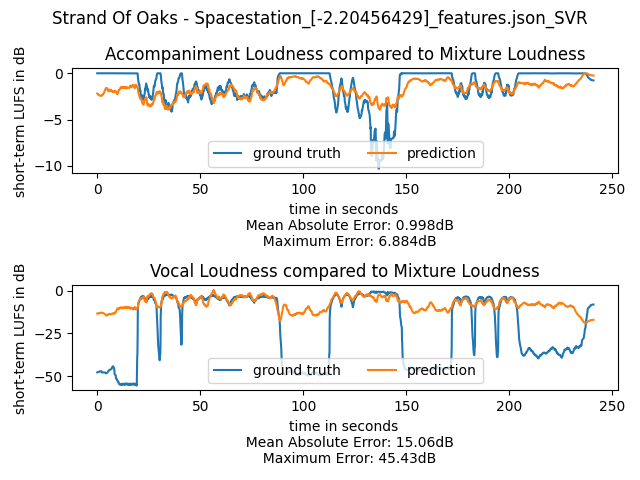 Strand Of Oaks - Spacestation_[-2.20456429]_features.json_SVR
Accompaniment Loudness compared to Mixture Loudness
short-term LUFS in dB
0
−5
−10
ground truth
prediction
0
50
100
150
200
250
time in seconds
Mean Absolute Error: 0.998dB
Maximum Error: 6.884dB
Vocal Loudness compared to Mixture Loudness
short-term LUFS in dB
0
−25
−50
ground truth
prediction
0
50
100
150
200
250
time in seconds
Mean Absolute Error: 15.06dB
Maximum Error: 45.43dB